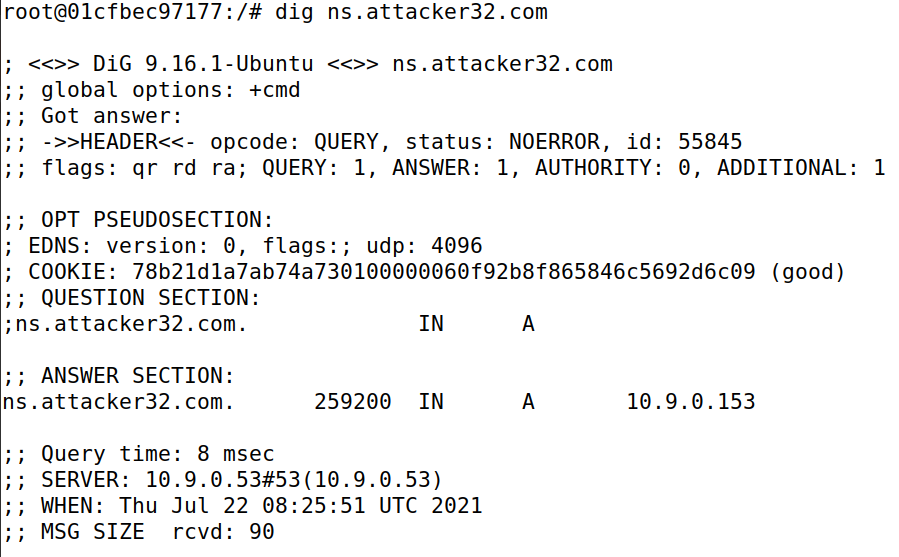 root@01cfbec97177:/# dig ns.attacker32.com
; <<>> DiG 9.16.1-Ubuntu <<>> ns.attacker32.com
;; global options: +cmd
;; Got answer:
;; ->>HEADER<<- opcode: QUERY, status: NOERROR, id: 55845
;; flags: qr rd ra; QUERY: 1, ANSWER: 1, AUTHORITY: 0, ADDITIONAL: 1
;; OPT PSEUDOSECTION:
; EDNS: version: 0, flags:; udp: 4096
; COOKIE: 78b21d1a7ab74a730100000060f92b8f865846c5692d6c09 (good)
;; QUESTION SECTION:
;ns.attacker32.com. IN A
;; ANSWER SECTION:
ns.attacker32.com. 259200 IN A 10.9.0.153
;; Query time: 8 msec
;; SERVER: 10.9.0.53#53(10.9.0.53)
;; WHEN: Thu Jul 22 08:25:51 UTC 2021
;; MSG SIZE rcvd: 90